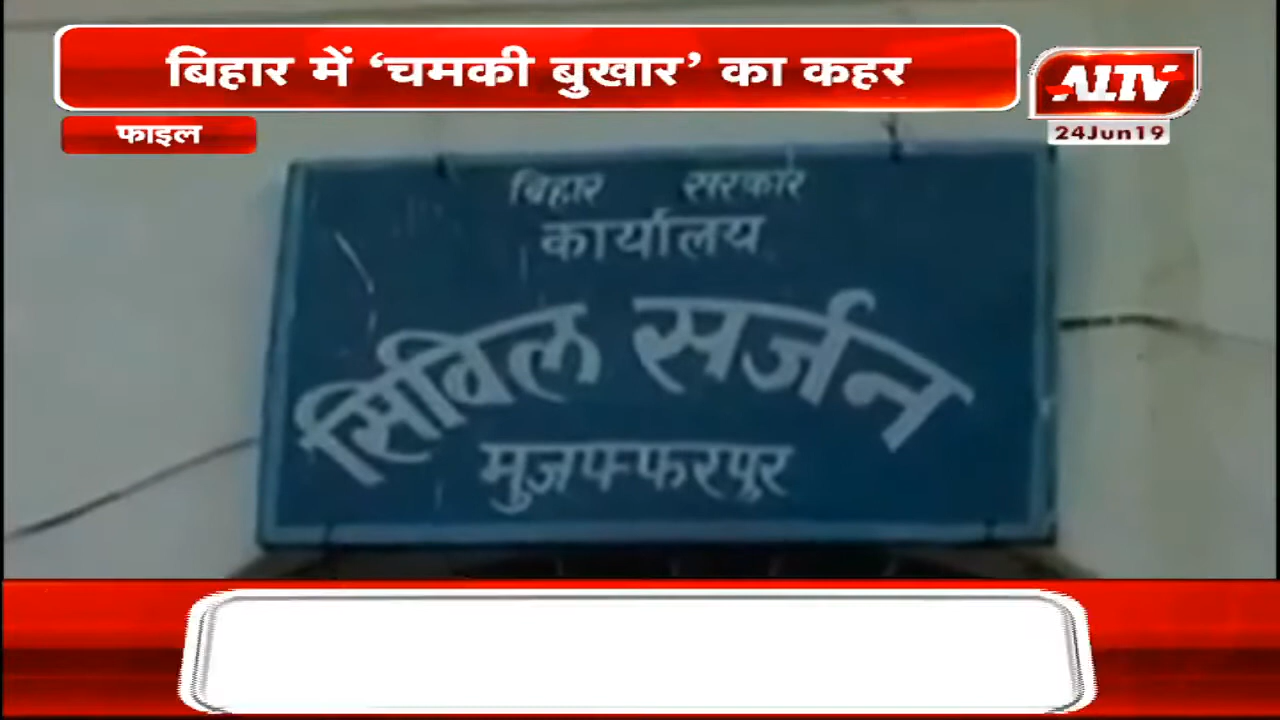 बिहार में ‘चमकी बुखार’ का कहर
ALTV
24Jun19
फाइल
बिहार सरकार
कार्यालय
सिविल सर्जन
मुजफ्फरपुर